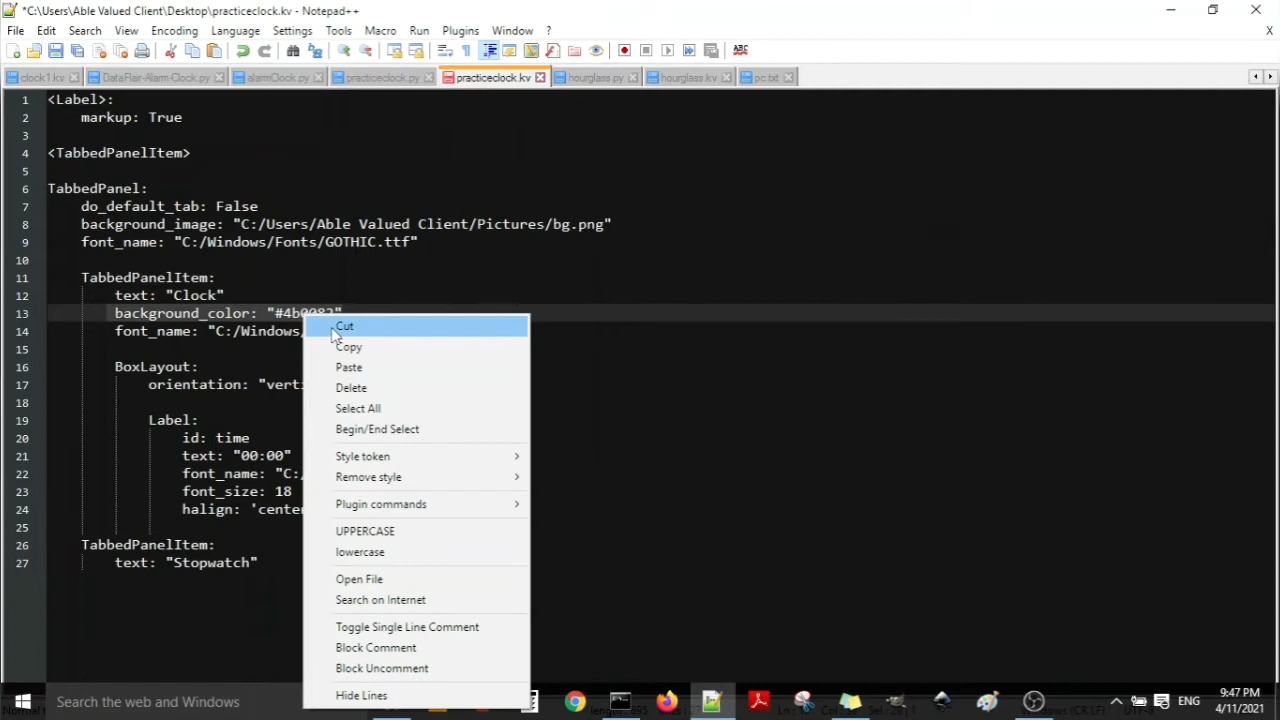 *C:\Users\Able Valued Client\Desktop\practiceclock.kv - Notepad++
File Edit Search View Encoding Language Settings Tools Macro Run Plugins Window ? X
clock1.kv DataFlair-Alarm-Clock.py alarmClock.py practiceclock.py practiceclock.kv hourglass.py hourglass.kv pc.txt
1 <Label>:
2 markup: True
3
4 <TabbedPanelItem>
5
6 TabbedPanel:
7 do_default_tab: False
8 background_image: "C:/Users/Able Valued Client/Pictures/bg.png"
9 font_name: "C:/Windows/Fonts/GOTHIC.ttf"
10
11 TabbedPanelItem:
12 text: "Clock"
13 background_color: "#4b0082"
14 font_name: "C:/Windows,
15
16 BoxLayout:
17 orientation: "verti
18
19 Label:
20 id: time
21 text: "00:00"
22 font_name: "C:/
23 font_size: 18
24 halign: 'center
25
26 TabbedPanelItem:
27 text: "Stopwatch"
Cut
Copy
Paste
Delete
Select All
Begin/End Select
Style token
Remove style
Plugin commands
UPPERCASE
lowercase
Open File
Search on Internet
Toggle Single Line Comment
Block Comment
Block Uncomment
Hide Lines
Search the web and Windows
ENG
9:47 PM
4/11/2021